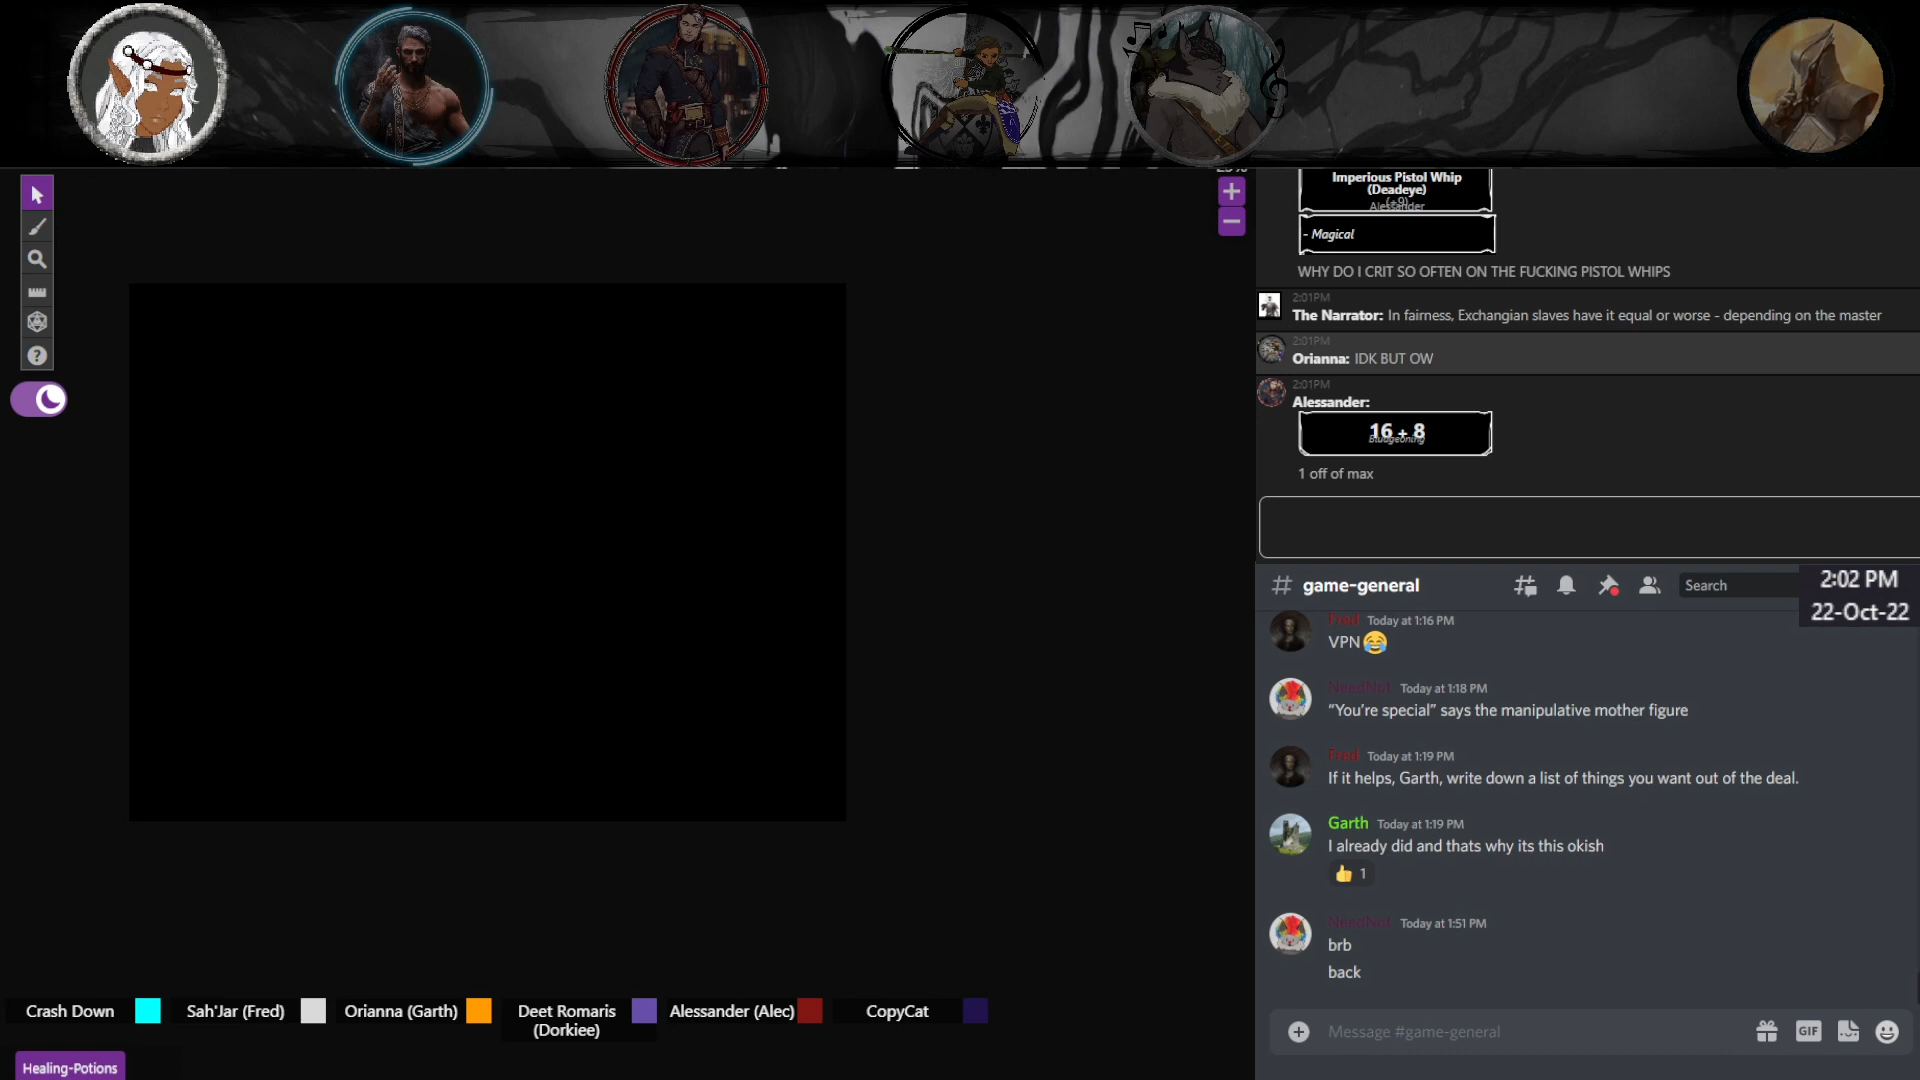 Imperious Pistol Whip
(Deadeye)
(+9)
Alessander
- Magical
WHY DO I CRIT SO OFTEN ON THE FUCKING PISTOL WHIPS
2:01PM
The Narrator: In fairness, Exchangian slaves have it equal or worse - depending on the master
2:01PM
Orianna: IDK BUT OW
2:01PM
Alessander:
16 + 8
Bludgeoning
1 off of max
# game-general
Search
2:02 PM
22-Oct-22
Fred Today at 1:16 PM
VPN😂
NeedNot Today at 1:18 PM
“You’re special” says the manipulative mother figure
Fred Today at 1:19 PM
If it helps, Garth, write down a list of things you want out of the deal.
Garth Today at 1:19 PM
I already did and thats why its this okish
👍 1
NeedNot Today at 1:51 PM
brb
back
Message #game-general
GIF
Crash Down
Sah'Jar (Fred)
Orianna (Garth)
Deet Romaris
(Dorkiee)
Alessander (Alec)
CopyCat
Healing-Potions